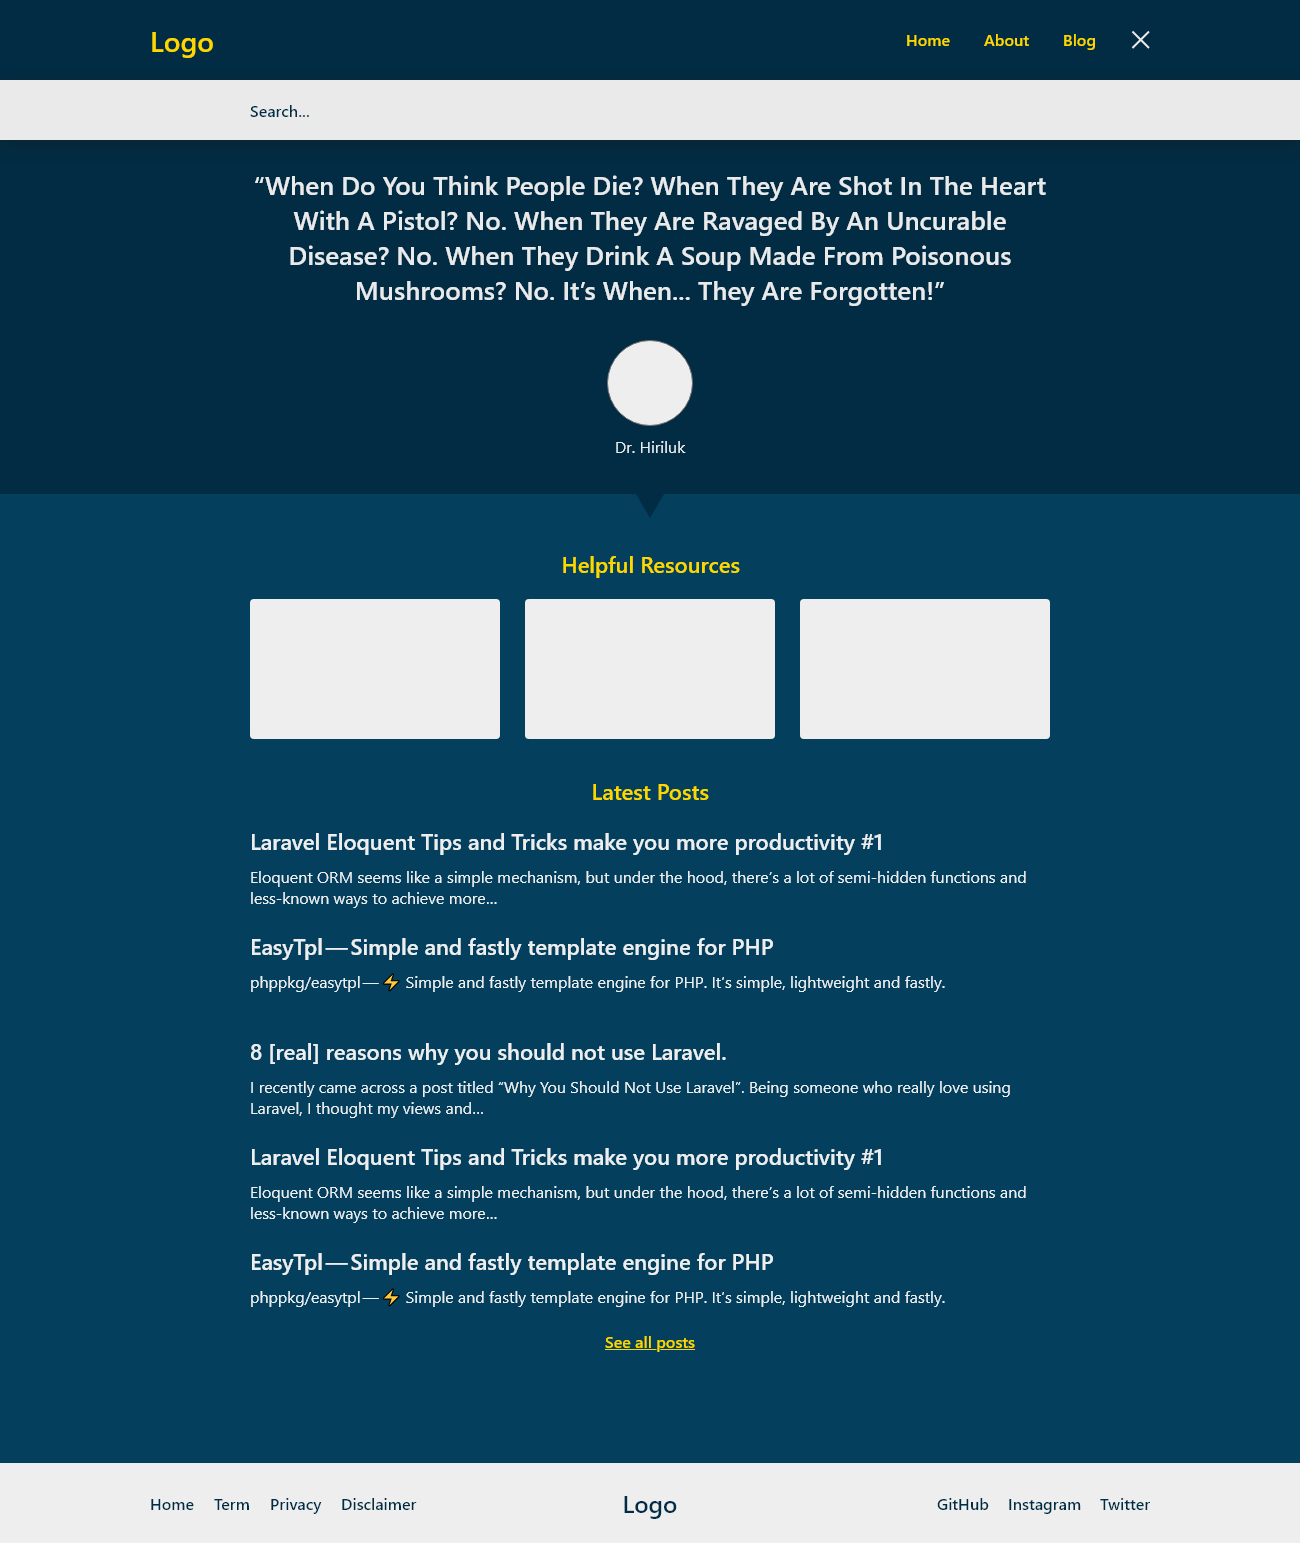 Logo
Home About Blog
Search...
“When Do You Think People Die? When They Are Shot In The Heart
With A Pistol? No. When They Are Ravaged By An Uncurable
Disease? No. When They Drink A Soup Made From Poisonous
Mushrooms? No. It’s When... They Are Forgotten!”
Dr. Hiriluk
Helpful Resources
Latest Posts
Laravel Eloquent Tips and Tricks make you more productivity #1
Eloquent ORM seems like a simple mechanism, but under the hood, there’s a lot of semi-hidden functions and
less-known ways to achieve more...
EasyTpl — Simple and fastly template engine for PHP
phppkg/easytpl — ⚡ Simple and fastly template engine for PHP. It’s simple, lightweight and fastly.
8 [real] reasons why you should not use Laravel.
I recently came across a post titled “Why You Should Not Use Laravel”. Being someone who really love using
Laravel, I thought my views and...
Laravel Eloquent Tips and Tricks make you more productivity #1
Eloquent ORM seems like a simple mechanism, but under the hood, there’s a lot of semi-hidden functions and
less-known ways to achieve more...
EasyTpl — Simple and fastly template engine for PHP
phppkg/easytpl — ⚡ Simple and fastly template engine for PHP. It’s simple, lightweight and fastly.
See all posts
Home Term Privacy Disclaimer Logo GitHub Instagram Twitter